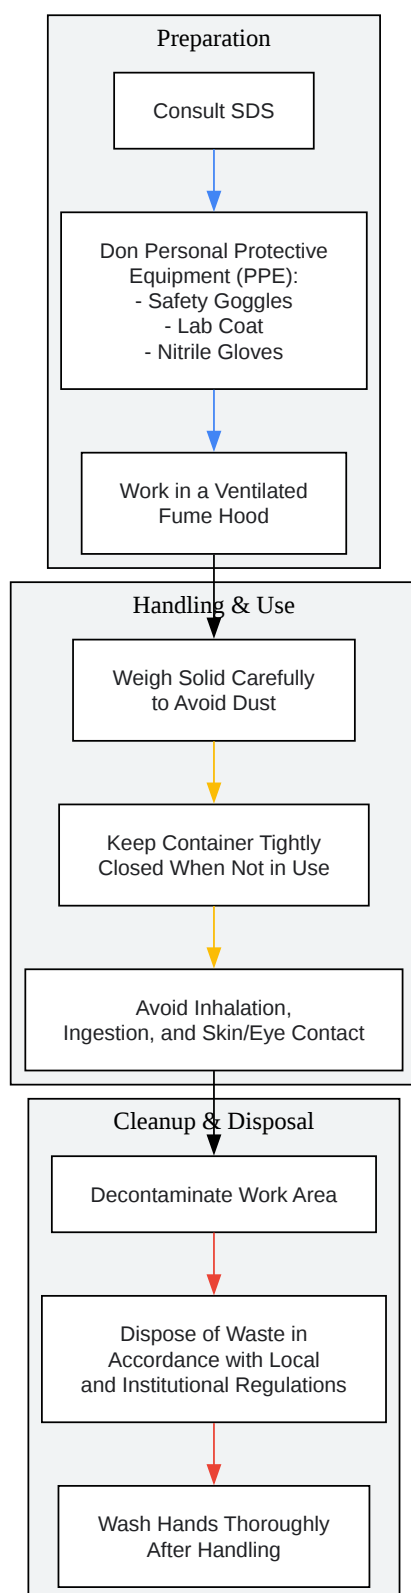 Preparation
Consult SDS
Don Personal Protective
Equipment (PPE):
- Safety Goggles
- Lab Coat
- Nitrile Gloves
Work in a Ventilated
Fume Hood
Handling & Use
Weigh Solid Carefully
to Avoid Dust
Keep Container Tightly
Closed When Not in Use
Avoid Inhalation,
Ingestion, and Skin/Eye Contact
Cleanup & Disposal
Decontaminate Work Area
Dispose of Waste in
Accordance with Local
and Institutional Regulations
Wash Hands Thoroughly
After Handling